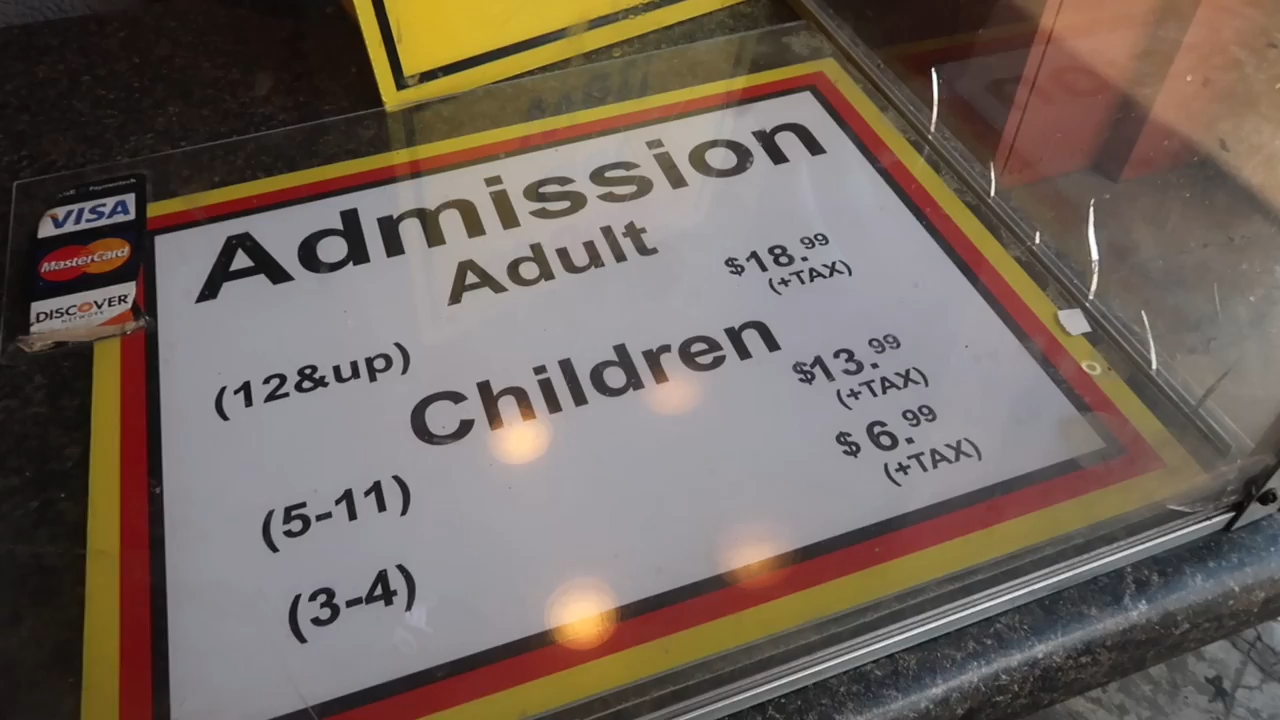 Paymentech
VISA
MasterCard
DISCOVER
NETWORK
Admission
Adult
(12&up) $18.99
(+TAX)
Children
(5-11) $13.99
(+TAX)
(3-4) $6.99
(+TAX)